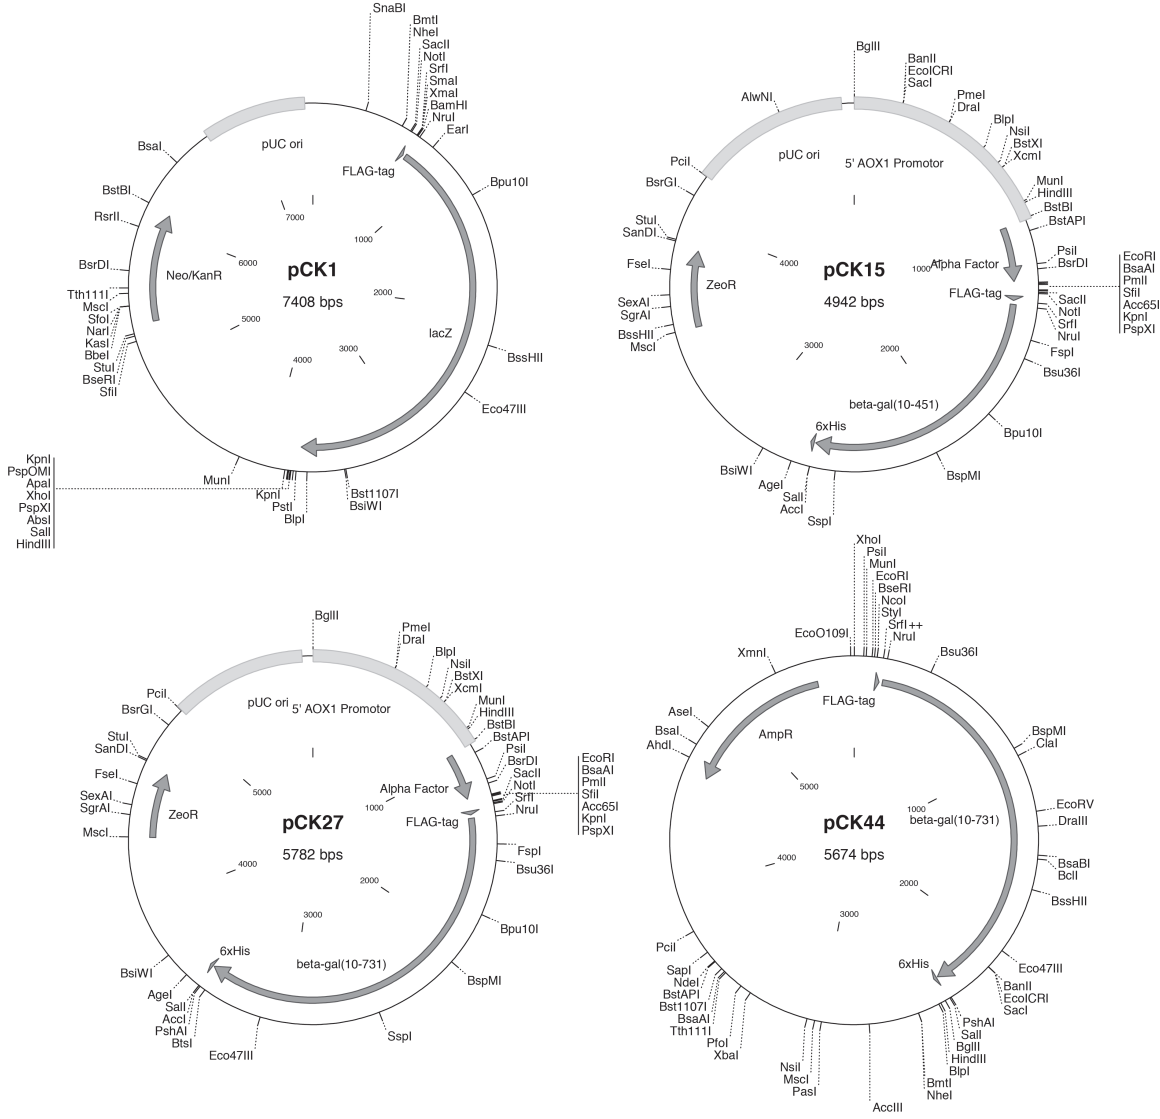 SnaBI
BmtI
NheI
SacII
NotI
SrfI
SmaI
XmaI
BamHI
NruI
EarI
Bpu10I
BssHII
Eco47III
Bst1107I
BsiWI
BlpI
PstI
KpnI
MunI
KpnI
PspOMI
ApaI
XhoI
PspXI
AbsI
SalI
HindIII
SfiI
BseRI
StuI
BbeI
KasI
NarI
SfoI
MscI
Tth111I
BsrDI
RsrII
BstBI
BsaI
pUC ori
FLAG-tag
Neo/KanR
lacZ
7000
1000
6000
2000
5000
3000
4000
pCK1
7408 bps
BglII
BanII
EcoICRI
SacI
PmeI
DraI
BlpI
NsiI
BstXI
XcmI
MunI
HindIII
BstBI
BstAPI
PsiI
BsrDI
EcoRI
BsaAI
PmlI
SfiI
Acc65I
KpnI
PspXI
SacII
NotI
SrfI
NruI
FspI
Bsu36I
Bpu10I
BspMI
SspI
AccI
SalI
AgeI
BsiWI
MscI
BssHII
SgrAI
SexAI
FseI
SanDI
StuI
BsrGI
PciI
AlwNI
pUC ori
5' AOX1 Promotor
Alpha Factor
FLAG-tag
ZeoR
beta-gal(10-451)
6xHis
4000
1000
3000
2000
pCK15
4942 bps
BglII
PmeI
DraI
BlpI
NsiI
BstXI
XcmI
MunI
HindIII
BstBI
BstAPI
PsiI
BsrDI
SacII
NotI
SrfI
NruI
EcoRI
BsaAI
PmlI
SfiI
Acc65I
KpnI
PspXI
FspI
Bsu36I
Bpu10I
BspMI
SspI
Eco47III
BtsI
PshAI
AccI
SalI
AgeI
BsiWI
MscI
SgrAI
SexAI
FseI
SanDI
StuI
BsrGI
PciI
pUC ori
5' AOX1 Promotor
Alpha Factor
FLAG-tag
ZeoR
beta-gal(10-731)
6xHis
5000
1000
4000
2000
3000
pCK27
5782 bps
XhoI
PsiI
MunI
EcoRI
BseRI
NcoI
StyI
SrfI++
NruI
Bsu36I
BspMI
ClaI
EcoRV
DraIII
BsaBI
BclI
BssHII
Eco47III
BanII
EcoICRI
SacI
PshAI
SalI
BglII
HindIII
BlpI
BmtI
NheI
AccIII
PasI
MscI
NsiI
XbaI
PfoI
Tth111I
BsaAI
Bst1107I
BstAPI
NdeI
SapI
PciI
AhdI
BsaI
AseI
XmnI
EcoO109I
FLAG-tag
AmpR
beta-gal(10-731)
6xHis
5000
1000
4000
2000
3000
pCK44
5674 bps